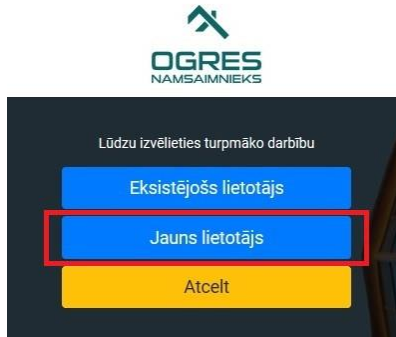 OGRES
NAMSAIMNIEKS
Lūdzu izvēlieties turpmāko darbību
Eksistējošs lietotājs
Jauns lietotājs
Atcelt